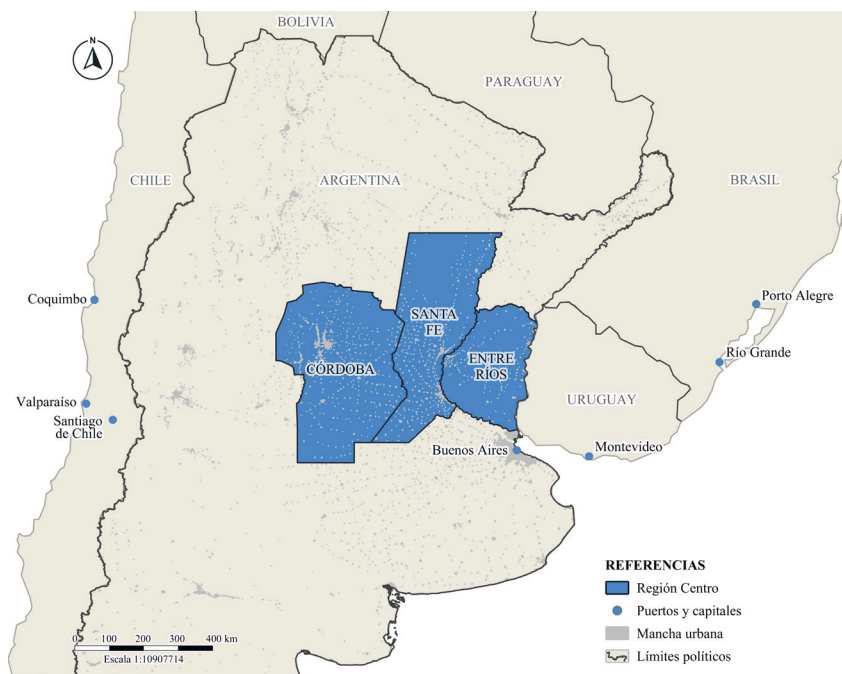 BOLIVIA
N
PARAGUAY
CHILE
ARGENTINA
BRASIL
Coquimbo
Porto Alegre
SANTA
FE
Río Grande
CÓRDOBA
ENTRE
RÍOS
Valparaíso
URUGUAY
Santiago
de Chile
Buenos Aires
Montevideo
REFERENCIAS
Región Centro
Puertos y capitales
Mancha urbana
Límites políticos
0 100 200 300 400 km
Escala 1:10907714